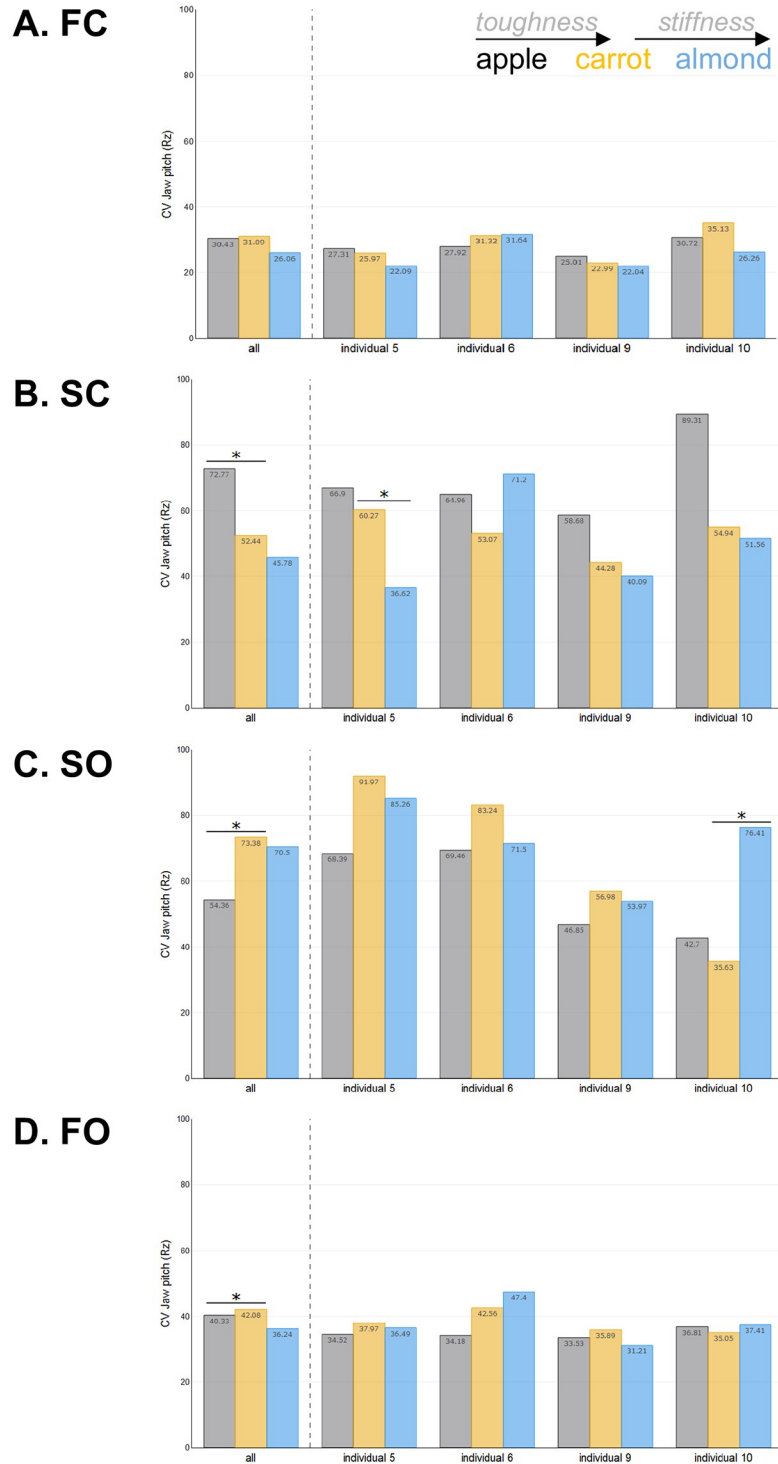 A. FC
toughness stiffness
apple carrot almond
CV Jaw pitch (Rz)
100
80
60
40
20
0
30.43 31.09 26.06
27.31 25.97 22.09
27.92 31.32 31.64
25.01 22.99 22.04
30.72 35.13 26.26
all individual 5 individual 6 individual 9 individual 10
B. SC
CV Jaw pitch (Rz)
100
80
60
40
20
0
*
72.77 52.44 45.78
*
66.9 60.27 36.62
64.96 53.07 71.2
58.68 44.28 40.09
89.31 54.94 51.56
all individual 5 individual 6 individual 9 individual 10
C. SO
CV Jaw pitch (Rz)
100
80
60
40
20
0
*
54.36 73.38 70.5
68.39 91.97 85.26
69.46 83.24 71.5
46.85 56.98 53.97
*
42.7 35.63 76.41
all individual 5 individual 6 individual 9 individual 10
D. FO
CV Jaw pitch (Rz)
100
80
60
40
20
0
*
40.33 42.08 36.24
34.52 37.97 36.49
34.18 42.56 47.4
33.53 35.89 31.21
36.81 35.05 37.41
all individual 5 individual 6 individual 9 individual 10